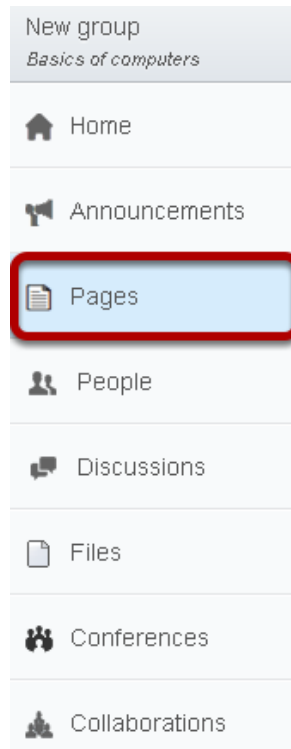 New group
Basics of computers
Home
Announcements
Pages
People
Discussions
Files
Conferences
Collaborations